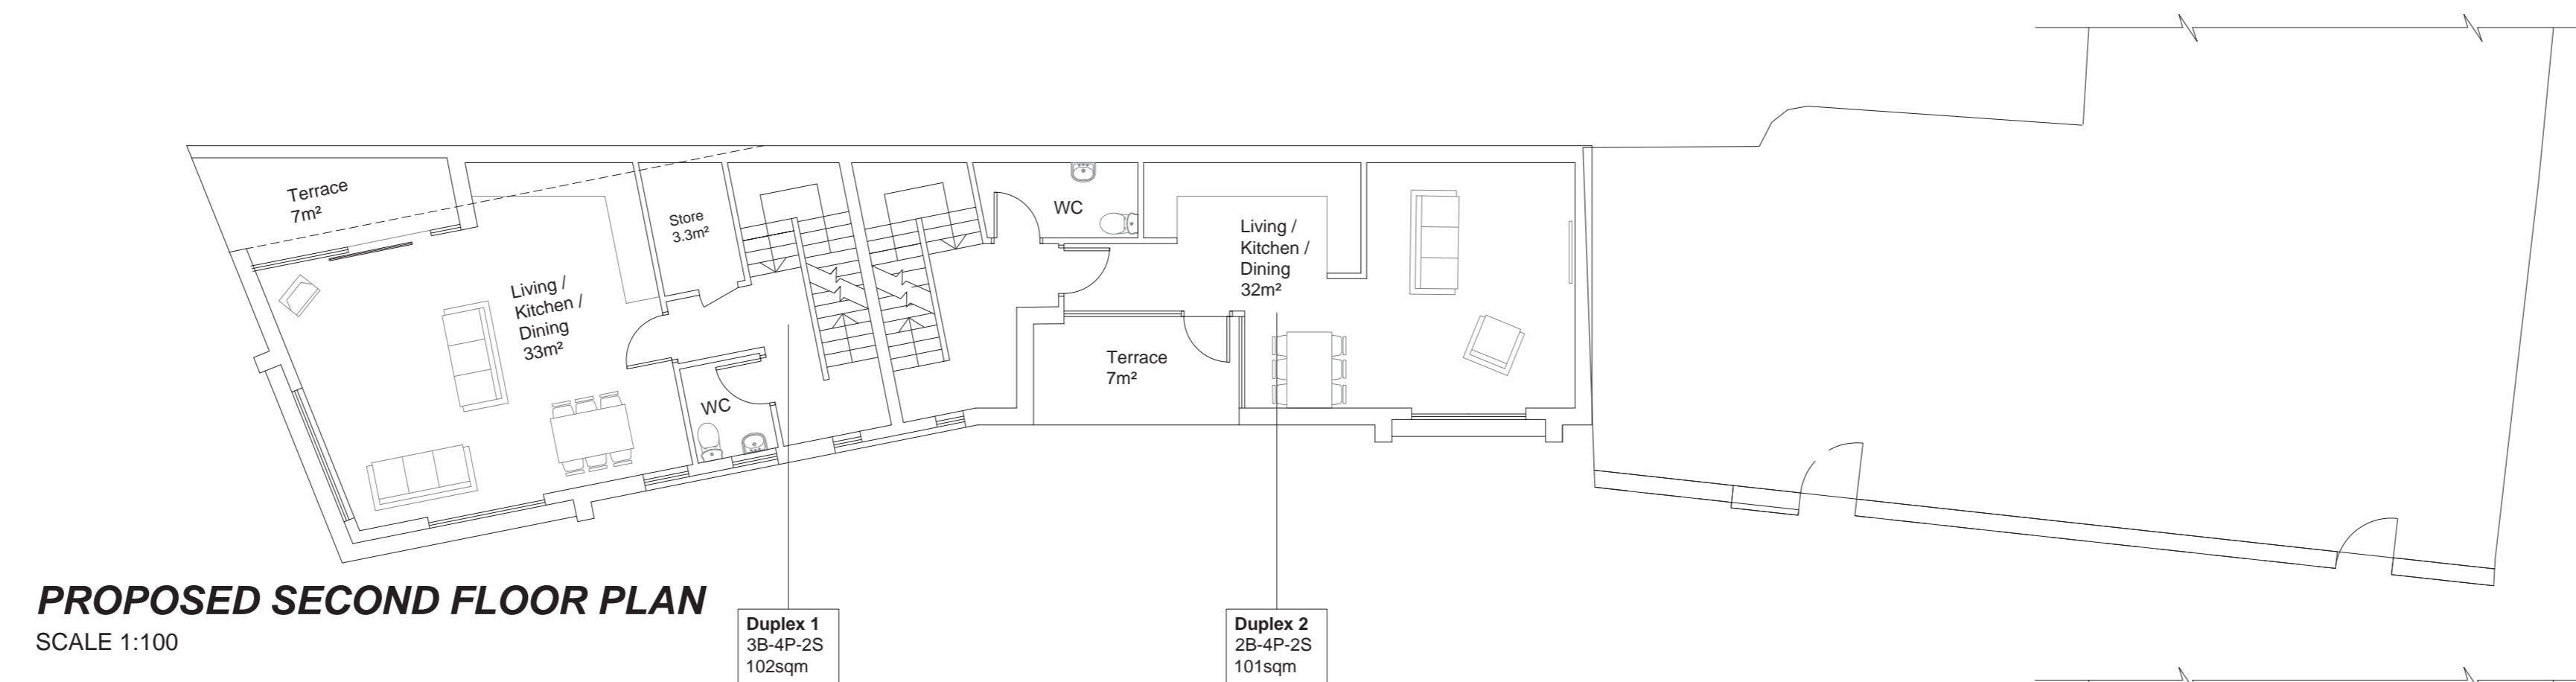 Terrace
7m²
Store
3.3m²
Living /
Kitchen /
Dining
33m²
WC
WC
Living /
Kitchen /
Dining
32m²
Terrace
7m²
PROPOSED SECOND FLOOR PLAN
SCALE 1:100
Duplex 1
3B-4P-2S
102sqm
Duplex 2
2B-4P-2S
101sqm